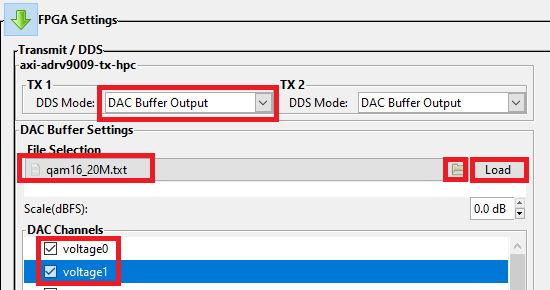 FPGA Settings
Transmit / DDS
axi-adrv9009-tx-hpc
TX 1 TX 2
DDS Mode: DAC Buffer Output DDS Mode: DAC Buffer Output
DAC Buffer Settings
File Selection
qam16_20M.txt Load
Scale(dBFS): 0.0 dB
DAC Channels
voltage0
voltage1